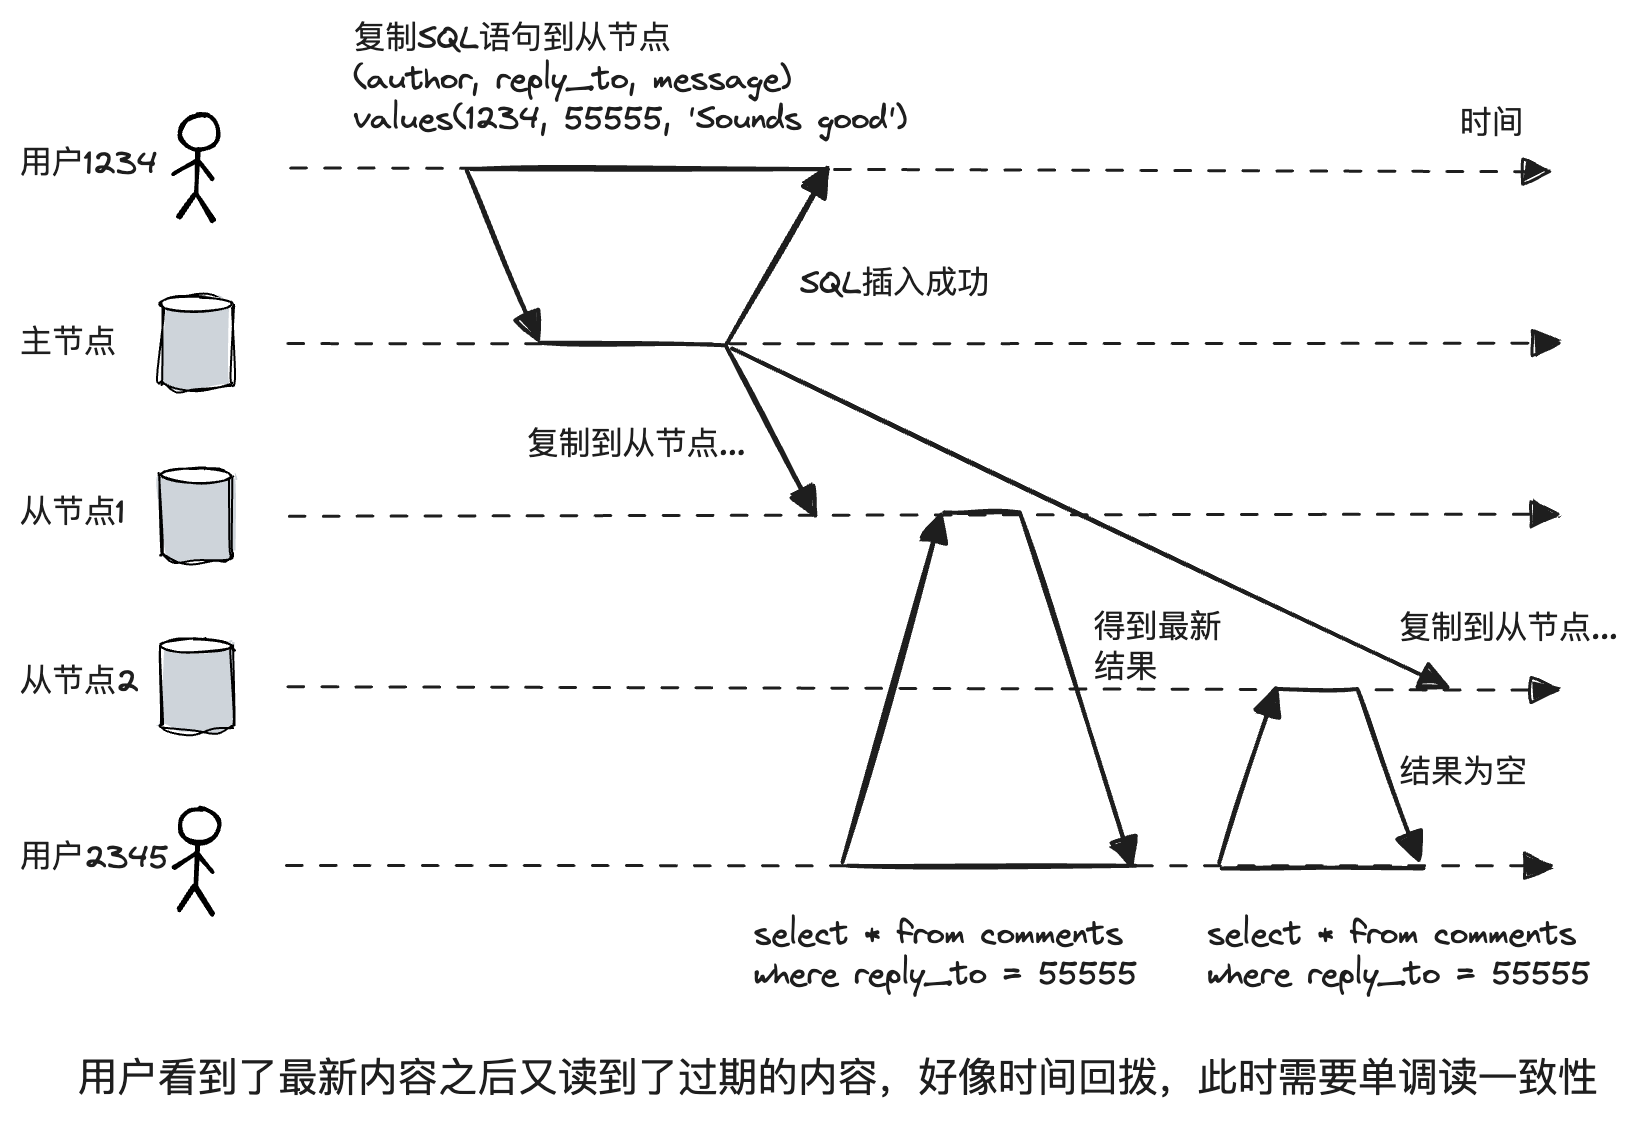 复制SQL语句到从节点
(author, reply_to, message)
values(1234, 55555, 'Sounds good')
时间
用户1234
SQL插入成功
主节点
复制到从节点...
从节点1
得到最新
结果
复制到从节点...
从节点2
结果为空
用户2345
select * from comments
where reply_to = 55555
select * from comments
where reply_to = 55555
用户看到了最新内容之后又读到了过期的内容，好像时间回拨，此时需要单调读一致性